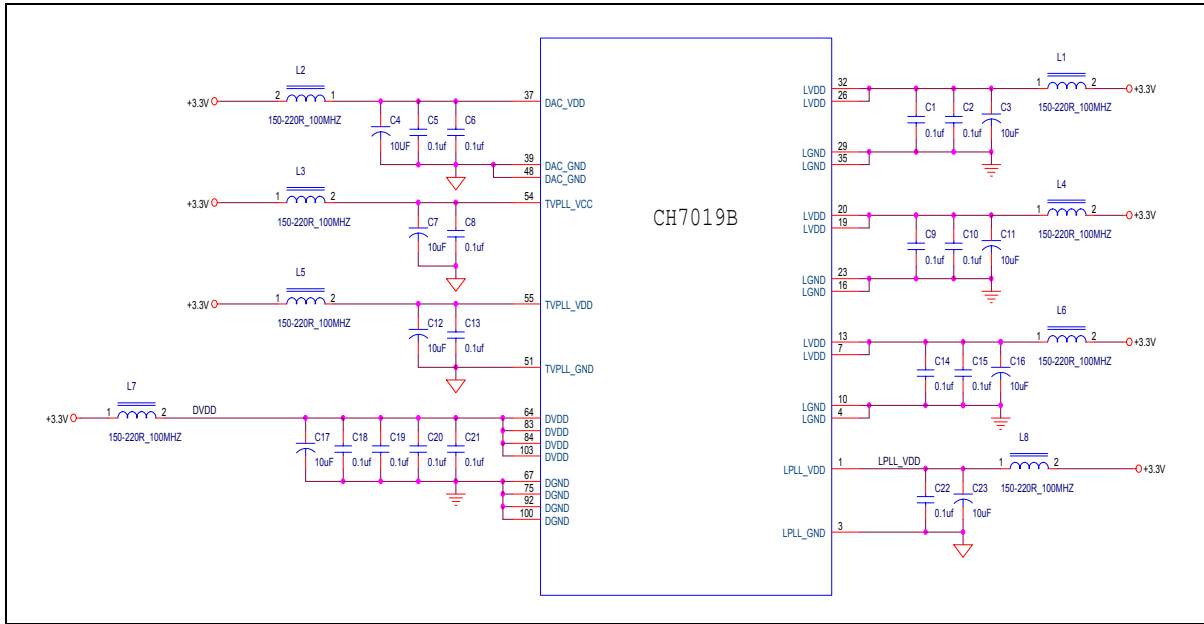 L2
+3.3V 2 1 37 DAC_VDD
150-220R_100MHZ
C4 C5 C6
10UF 0.1uf 0.1uf
39 DAC_GND
48 DAC_GND
L3
+3.3V 1 2 54 TVPLL_VCC
150-220R_100MHZ
C7 C8
10uF 0.1uf
L5
+3.3V 1 2 55 TVPLL_VDD
150-220R_100MHZ
C12 C13
10uF 0.1uf
51 TVPLL_GND
L7
+3.3V 1 2 DVDD 64 DVDD
150-220R_100MHZ
83 DVDD
84 DVDD
103 DVDD
C17 C18 C19 C20 C21
10uF 0.1uf 0.1uf 0.1uf 0.1uf
67 DGND
75 DGND
92 DGND
100 DGND
CH7019B
L1
LVDD 32 1 2 +3.3V
LVDD 26
150-220R_100MHZ
C1 C2 C3
0.1uf 0.1uf 10uF
LGND 29
LGND 35
L4
LVDD 20 1 2 +3.3V
LVDD 19
150-220R_100MHZ
C9 C10 C11
0.1uf 0.1uf 10uF
LGND 23
LGND 16
L6
LVDD 13 1 2 +3.3V
LVDD 7
150-220R_100MHZ
C14 C15 C16
0.1uf 0.1uf 10uF
LGND 10
LGND 4
L8
LPLL_VDD 1 LPLL_VDD 1 2 +3.3V
150-220R_100MHZ
C22 C23
0.1uf 10uF
LPLL_GND 3